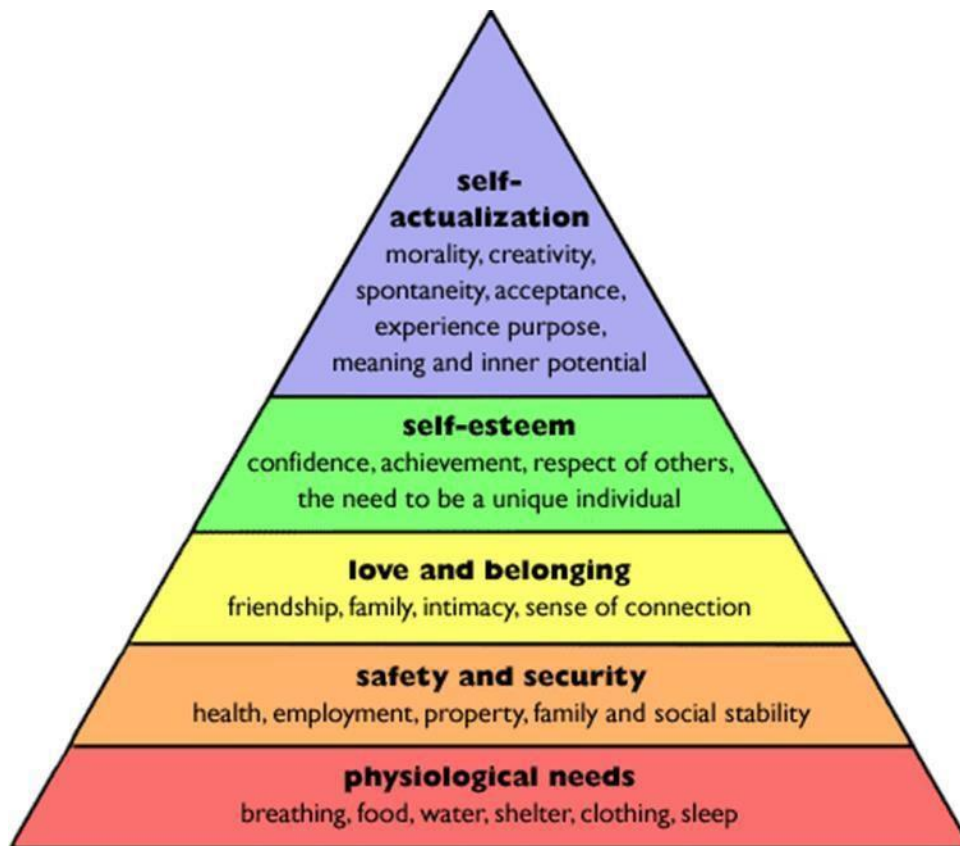 self-
actualization
morality, creativity,
spontaneity, acceptance,
experience purpose,
meaning and inner potential
self-esteem
confidence, achievement, respect of others,
the need to be a unique individual
love and belonging
friendship, family, intimacy, sense of connection
safety and security
health, employment, property, family and social stability
physiological needs
breathing, food, water, shelter, clothing, sleep